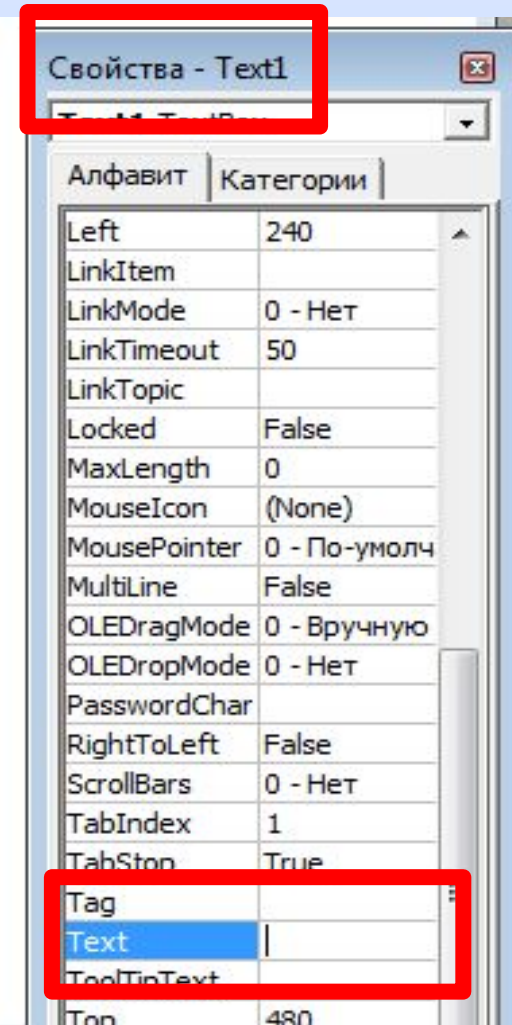 Свойства - Text1
Text1 TextBox
Алфавит Категории
Left 240
LinkItem
LinkMode 0 - Нет
LinkTimeout 50
LinkTopic
Locked False
MaxLength 0
MouseIcon (None)
MousePointer 0 - По-умолч
MultiLine False
OLEDragMode 0 - Вручную
OLEDropMode 0 - Нет
PasswordChar
RightToLeft False
ScrollBars 0 - Нет
TabIndex 1
TabStop True
Tag
Text
ToolTipText
Top 480